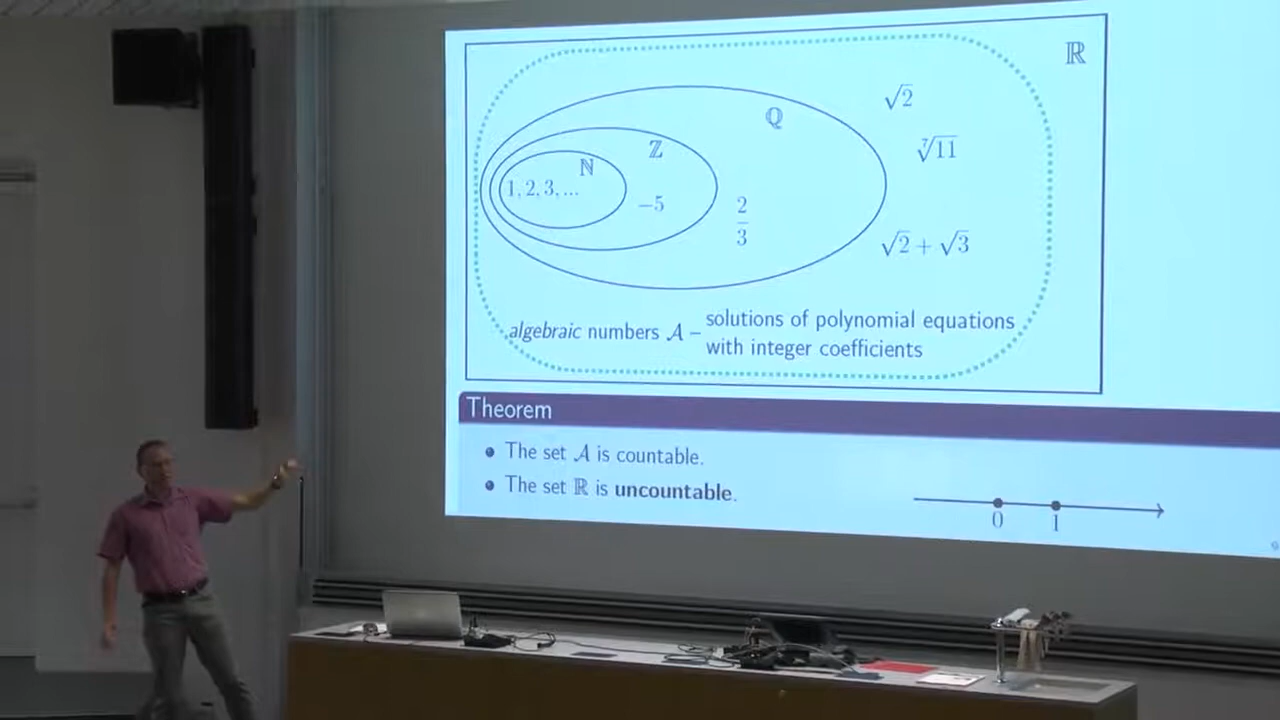 ℝ
√2
ℚ
⁷√11
ℤ
ℕ
1, 2, 3, ...
−5
2/3
√2 + √3
algebraic numbers 𝒜 – solutions of polynomial equations
with integer coefficients
Theorem
• The set 𝒜 is countable.
• The set ℝ is uncountable.
0 1